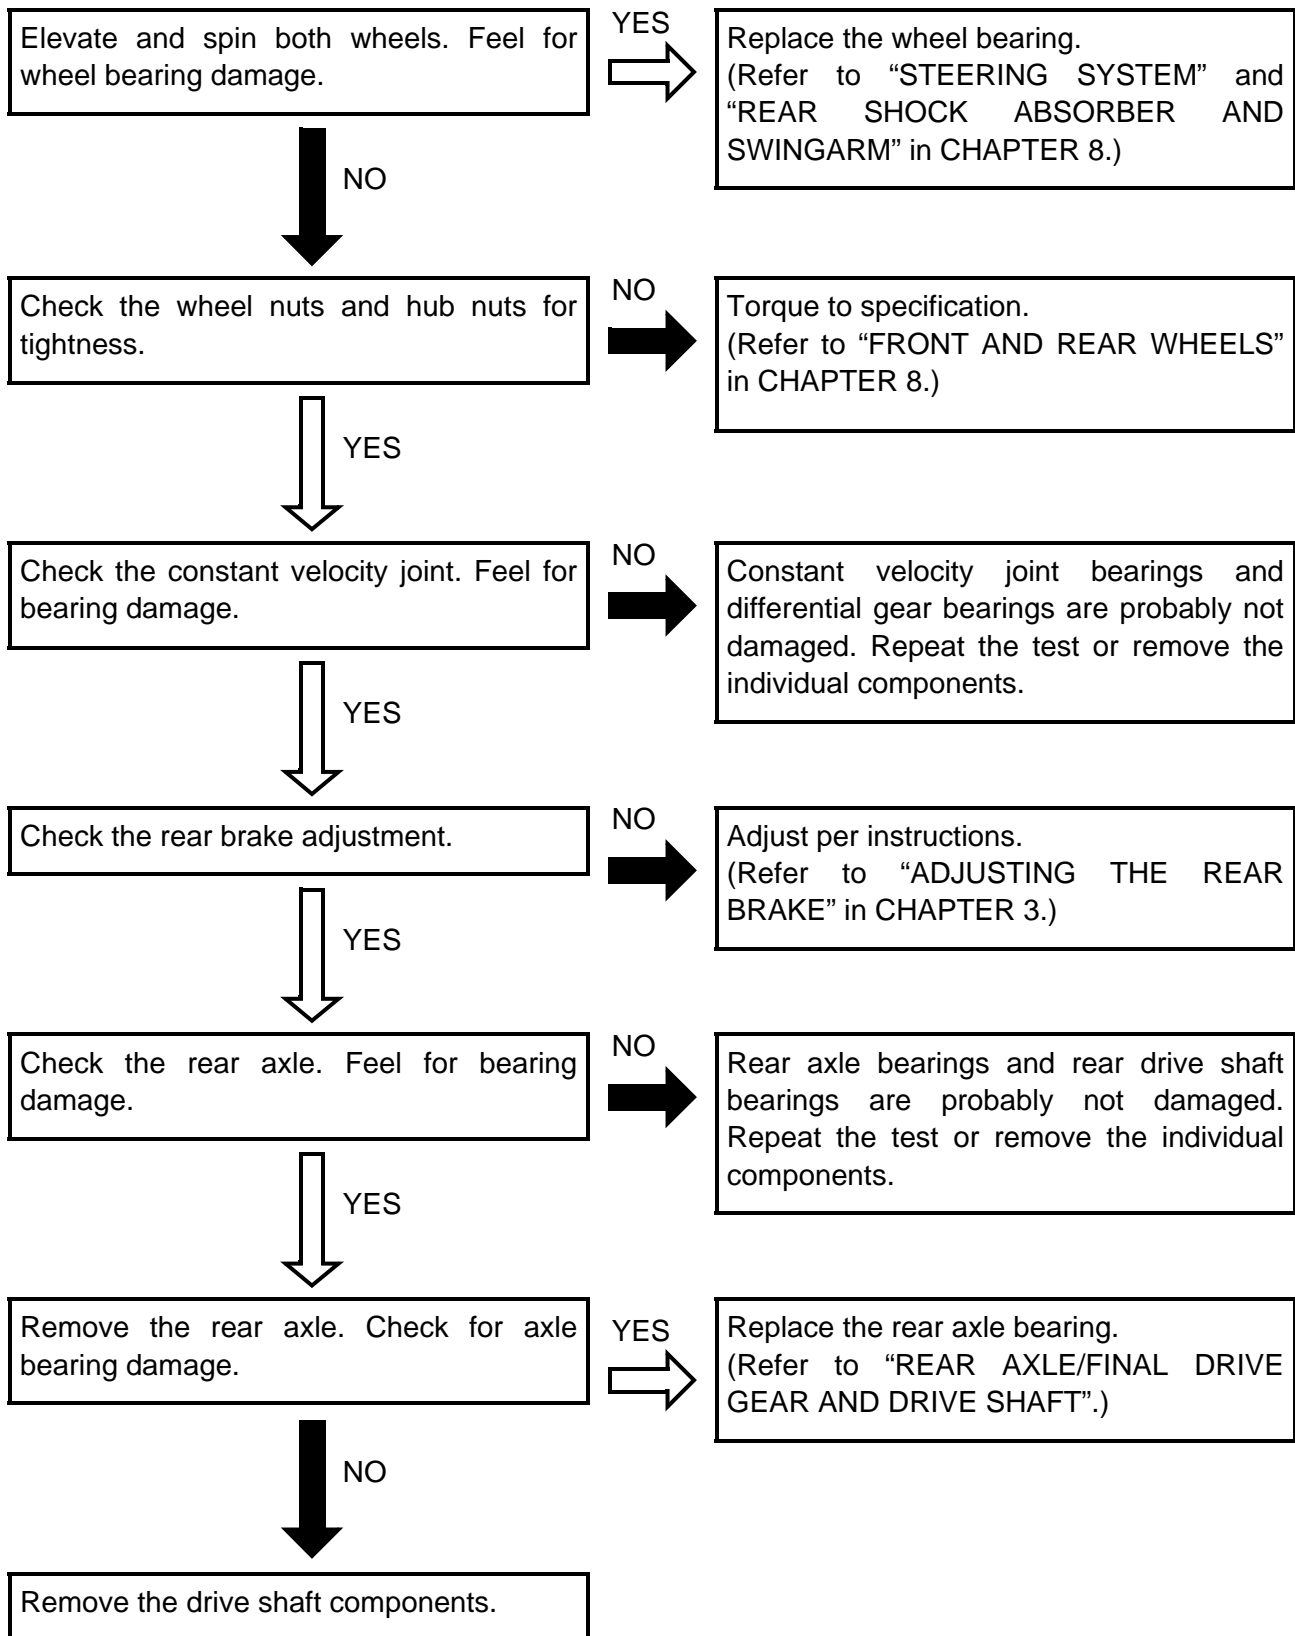 Elevate and spin both wheels. Feel for
wheel bearing damage.
YES
Replace the wheel bearing.
(Refer to “STEERING SYSTEM” and
“REAR SHOCK ABSORBER AND
SWINGARM” in CHAPTER 8.)
NO
Check the wheel nuts and hub nuts for
tightness.
NO
Torque to specification.
(Refer to “FRONT AND REAR WHEELS”
in CHAPTER 8.)
YES
Check the constant velocity joint. Feel for
bearing damage.
NO
Constant velocity joint bearings and
differential gear bearings are probably not
damaged. Repeat the test or remove the
individual components.
YES
Check the rear brake adjustment.
NO
Adjust per instructions.
(Refer to “ADJUSTING THE REAR
BRAKE” in CHAPTER 3.)
YES
Check the rear axle. Feel for bearing
damage.
NO
Rear axle bearings and rear drive shaft
bearings are probably not damaged.
Repeat the test or remove the individual
components.
YES
Remove the rear axle. Check for axle
bearing damage.
YES
Replace the rear axle bearing.
(Refer to “REAR AXLE/FINAL DRIVE
GEAR AND DRIVE SHAFT”.)
NO
Remove the drive shaft components.